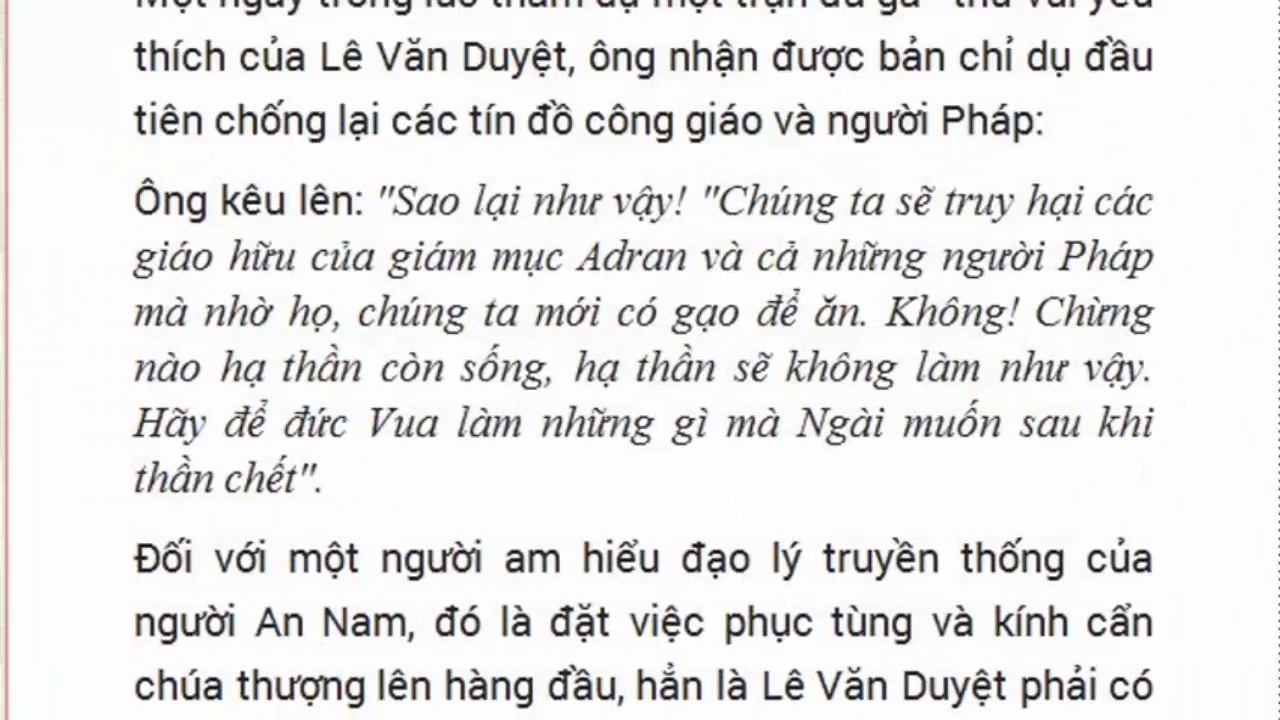 thích của Lê Văn Duyệt, ông nhận được bản chỉ dụ đầu
tiên chống lại các tín đồ công giáo và người Pháp:
Ông kêu lên: "Sao lại như vậy! "Chúng ta sẽ truy hại các
giáo hữu của giám mục Adran và cả những người Pháp
mà nhờ họ, chúng ta mới có gạo để ăn. Không! Chừng
nào hạ thần còn sống, hạ thần sẽ không làm như vậy.
Hãy để đức Vua làm những gì mà Ngài muốn sau khi
thần chết".
Đối với một người am hiểu đạo lý truyền thống của
người An Nam, đó là đặt việc phục tùng và kính cẩn
chúa thượng lên hàng đầu, hẳn là Lê Văn Duyệt phải có